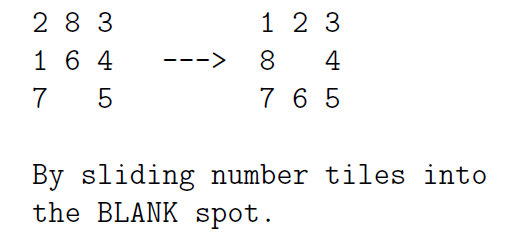 2 8 3          1 2 3
1 6 4   --->   8   4
7   5          7 6 5
By sliding number tiles into
the BLANK spot.